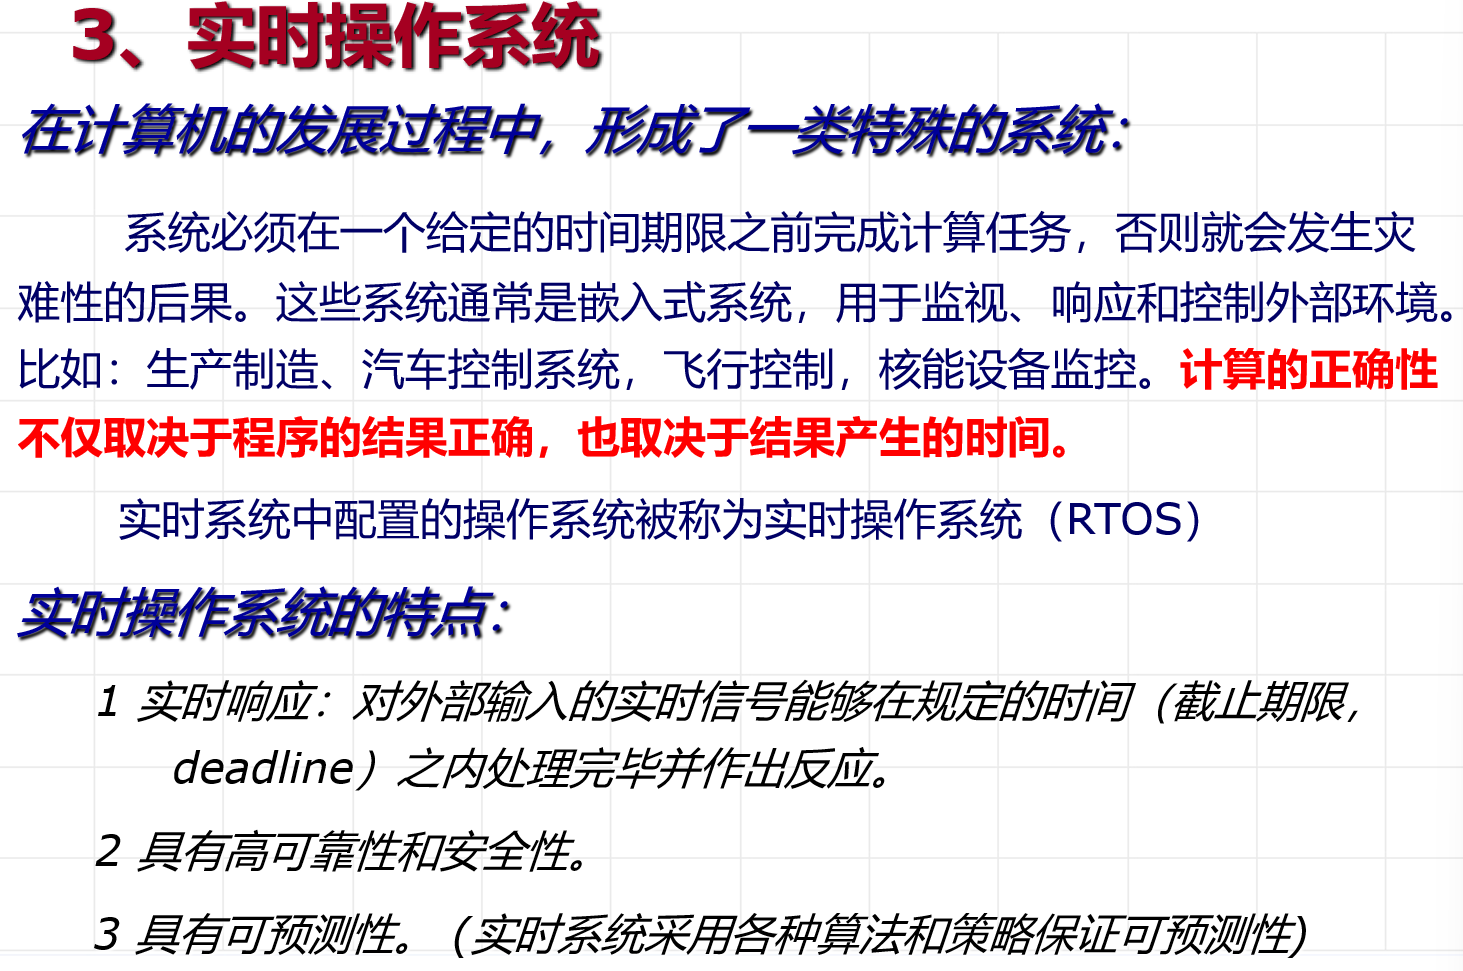 3、实时操作系统
在计算机的发展过程中，形成了一类特殊的系统：
系统必须在一个给定的时间期限之前完成计算任务，否则就会发生灾
难性的后果。这些系统通常是嵌入式系统，用于监视、响应和控制外部环境。
比如：生产制造、汽车控制系统，飞行控制，核能设备监控。计算的正确性
不仅取决于程序的结果正确，也取决于结果产生的时间。
实时系统中配置的操作系统被称为实时操作系统（RTOS）
实时操作系统的特点：
1 实时响应：对外部输入的实时信号能够在规定的时间（截止期限，
deadline）之内处理完毕并作出反应。
2 具有高可靠性和安全性。
3 具有可预测性。（实时系统采用各种算法和策略保证可预测性)